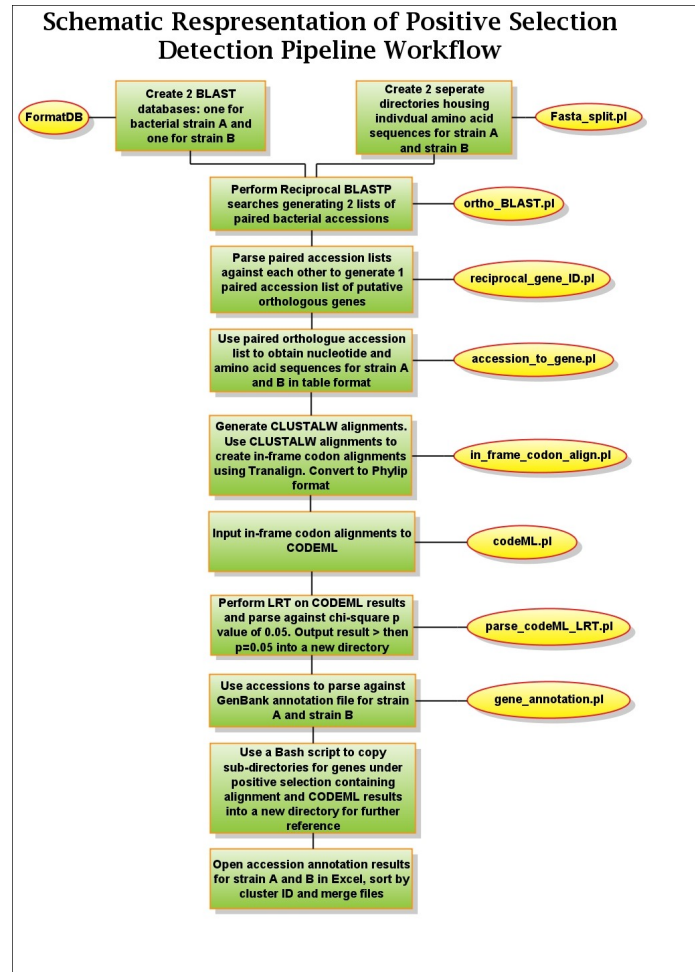 Schematic Respresentation of Positive Selection
Detection Pipeline Workflow
FormatDB
Create 2 BLAST
databases: one for
bacterial strain A and
one for strain B
Create 2 seperate
directories housing
indivdual amino acid
sequences for strain A
and strain B
Fasta_split.pl
Perform Reciprocal BLASTP
searches generating 2 lists of
paired bacterial accessions
ortho_BLAST.pl
Parse paired accession lists
against each other to generate 1
paired accession list of putative
orthologous genes
reciprocal_gene_ID.pl
Use paired orthologue accession
list to obtain nucleotide and
amino acid sequences for strain A
and B in table format
accession_to_gene.pl
Generate CLUSTALW alignments.
Use CLUSTALW alignments to
create in-frame codon alignments
using Tranalign. Convert to Phylip
format
in_frame_codon_align.pl
Input in-frame codon alignments to
CODEML
codeML.pl
Perform LRT on CODEML results
and parse against chi-square p
value of 0.05. Output result > then
p=0.05 into a new directory
parse_codeML_LRT.pl
Use accessions to parse against
GenBank annotation file for strain
A and strain B
gene_annotation.pl
Use a Bash script to copy
sub-directories for genes under
positive selection containing
alignment and CODEML results
into a new directory for further
reference
Open accession annotation results
for strain A and B in Excel, sort by
cluster ID and merge files